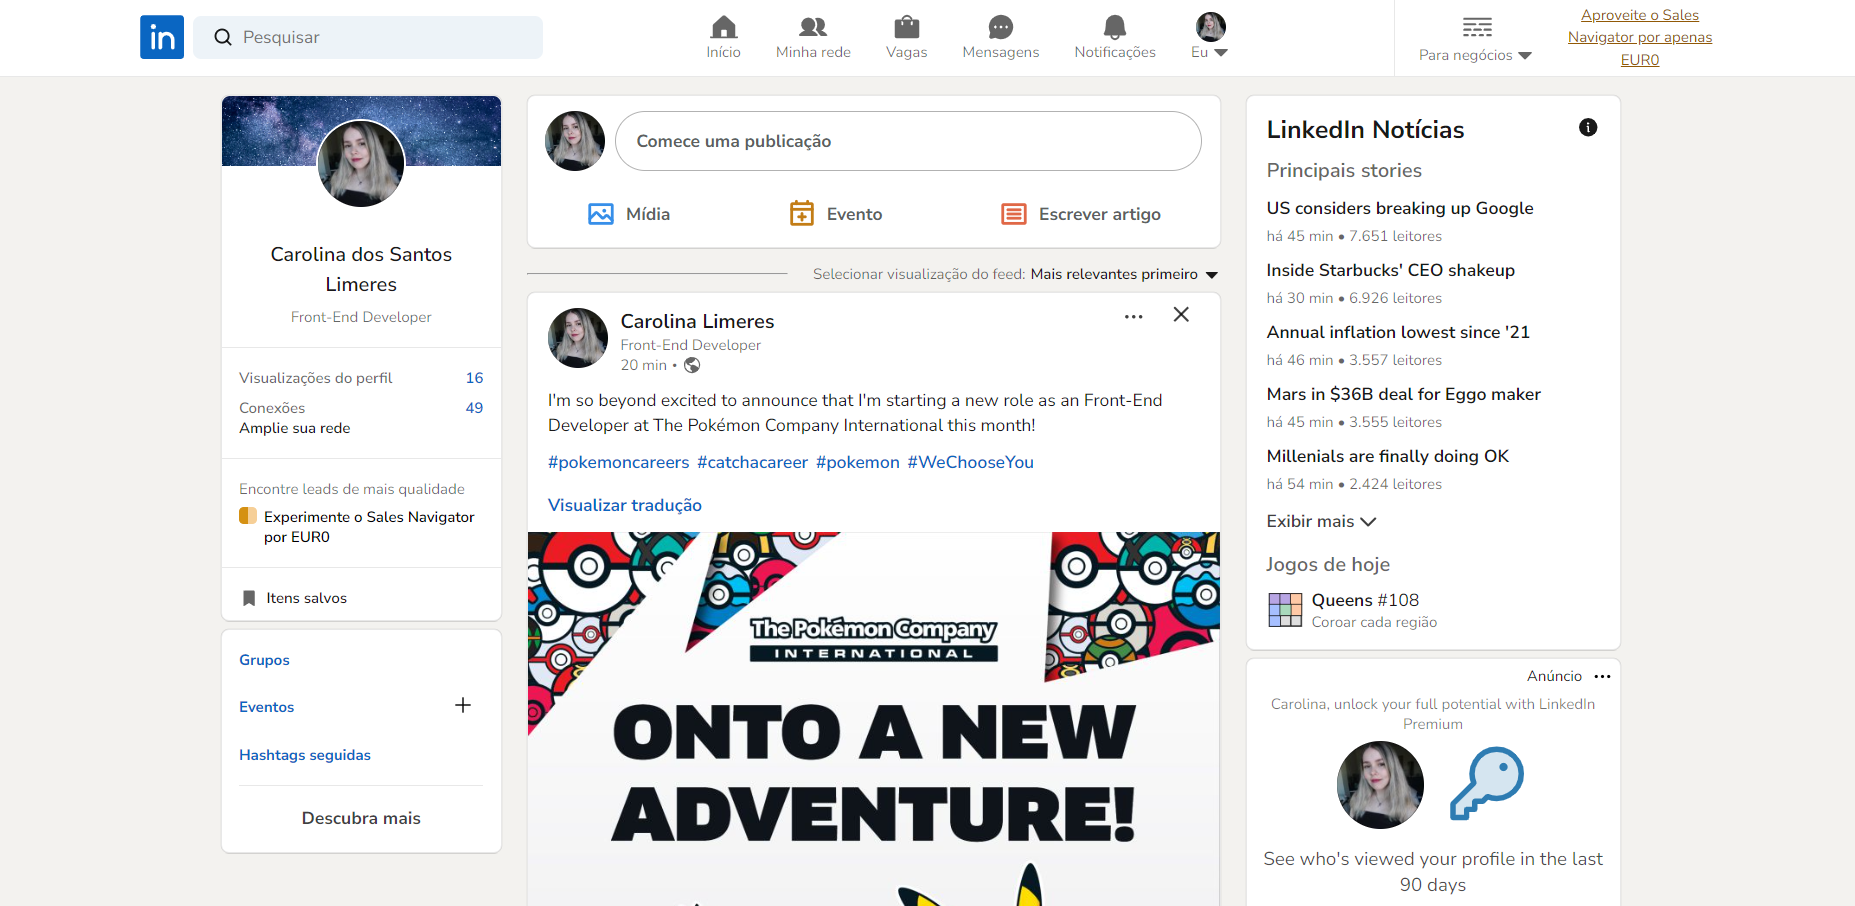 in
Pesquisar
Início
Minha rede
Vagas
Mensagens
Notificações
Eu
Para negócios
Aproveite o Sales
Navigator por apenas
EUR0
Carolina dos Santos
Limeres
Front-End Developer
Visualizações do perfil 16
Conexões 49
Amplie sua rede
Encontre leads de mais qualidade
Experimente o Sales Navigator
por EUR0
Itens salvos
Grupos
Eventos
Hashtags seguidas
Descubra mais
Comece uma publicação
Mídia
Evento
Escrever artigo
Selecionar visualização do feed: Mais relevantes primeiro
Carolina Limeres
Front-End Developer
20 min •
I'm so beyond excited to announce that I'm starting a new role as an Front-End
Developer at The Pokémon Company International this month!
#pokemoncareers #catchacareer #pokemon #WeChooseYou
Visualizar tradução
The Pokémon Company
INTERNATIONAL
ONTO A NEW
ADVENTURE!
LinkedIn Notícias
Principais stories
US considers breaking up Google
há 45 min • 7.651 leitores
Inside Starbucks' CEO shakeup
há 30 min • 6.926 leitores
Annual inflation lowest since '21
há 46 min • 3.557 leitores
Mars in $36B deal for Eggo maker
há 45 min • 3.555 leitores
Millenials are finally doing OK
há 54 min • 2.424 leitores
Exibir mais
Jogos de hoje
Queens #108
Coroar cada região
Anúncio
Carolina, unlock your full potential with LinkedIn
Premium
See who's viewed your profile in the last
90 days